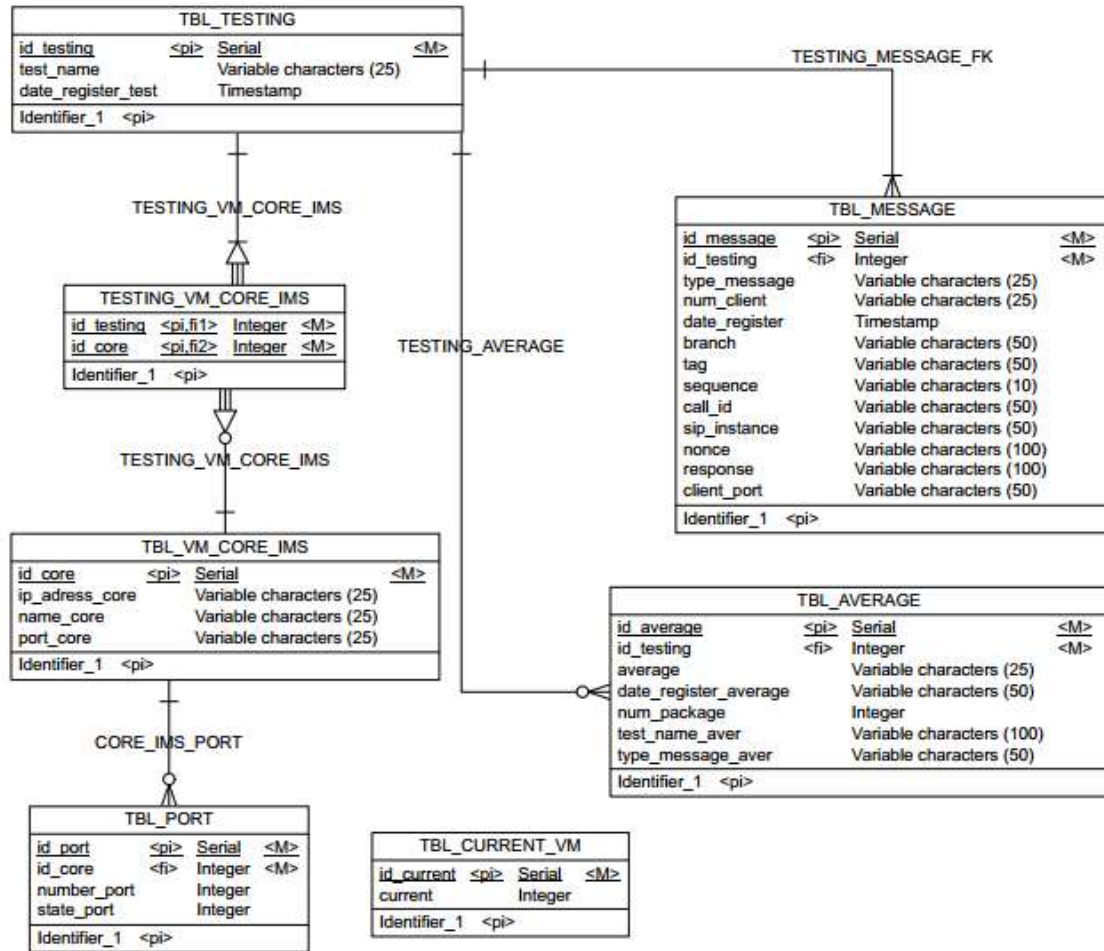 TBL_TESTING
id_testing <pi> Serial <M>
test_name Variable characters (25)
date_register_test Timestamp
Identifier_1 <pi>
TESTING_MESSAGE_FK
TESTING_VM_CORE_IMS
TBL_MESSAGE
id_message <pi> Serial <M>
id_testing <fi> Integer <M>
type_message Variable characters (25)
num_client Variable characters (25)
date_register Timestamp
branch Variable characters (50)
tag Variable characters (50)
sequence Variable characters (10)
call_id Variable characters (50)
sip_instance Variable characters (50)
nonce Variable characters (100)
response Variable characters (100)
client_port Variable characters (50)
Identifier_1 <pi>
TESTING_VM_CORE_IMS
id_testing <pi,fi1> Integer <M>
id_core <pi,fi2> Integer <M>
Identifier_1 <pi>
TESTING_AVERAGE
TESTING_VM_CORE_IMS
TBL_VM_CORE_IMS
id_core <pi> Serial <M>
ip_adress_core Variable characters (25)
name_core Variable characters (25)
port_core Variable characters (25)
Identifier_1 <pi>
TBL_AVERAGE
id_average <pi> Serial <M>
id_testing <fi> Integer <M>
average Variable characters (25)
date_register_average Variable characters (50)
num_package Integer
test_name_aver Variable characters (100)
type_message_aver Variable characters (50)
Identifier_1 <pi>
CORE_IMS_PORT
TBL_PORT
id_port <pi> Serial <M>
id_core <fi> Integer <M>
number_port Integer
state_port Integer
Identifier_1 <pi>
TBL_CURRENT_VM
id_current <pi> Serial <M>
current Integer
Identifier_1 <pi>